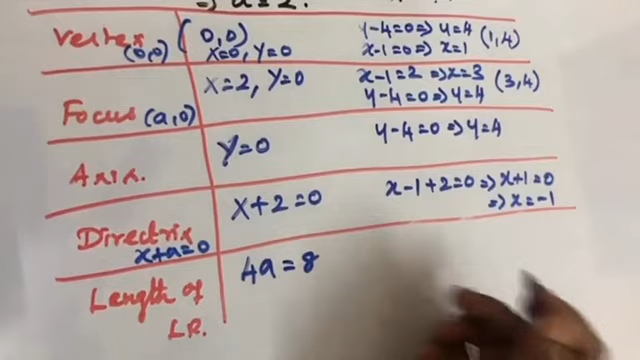 ⇒ a = 2.
Vertex (0,0) ( 0,0) y-4=0 ⇒ y=4
X=0, Y=0 x-1=0 ⇒ x=1 (1,4)
Focus (a,0) X=2, Y=0 x-1=2 ⇒ x=3 (3,4)
y-4=0 ⇒ y=4
Axix. Y=0 y-4=0 ⇒ y=4
Directrix X+2=0 x-1+2=0 ⇒ x+1=0
x+a=0 ⇒ x=-1
Length of 4a=8
LR.